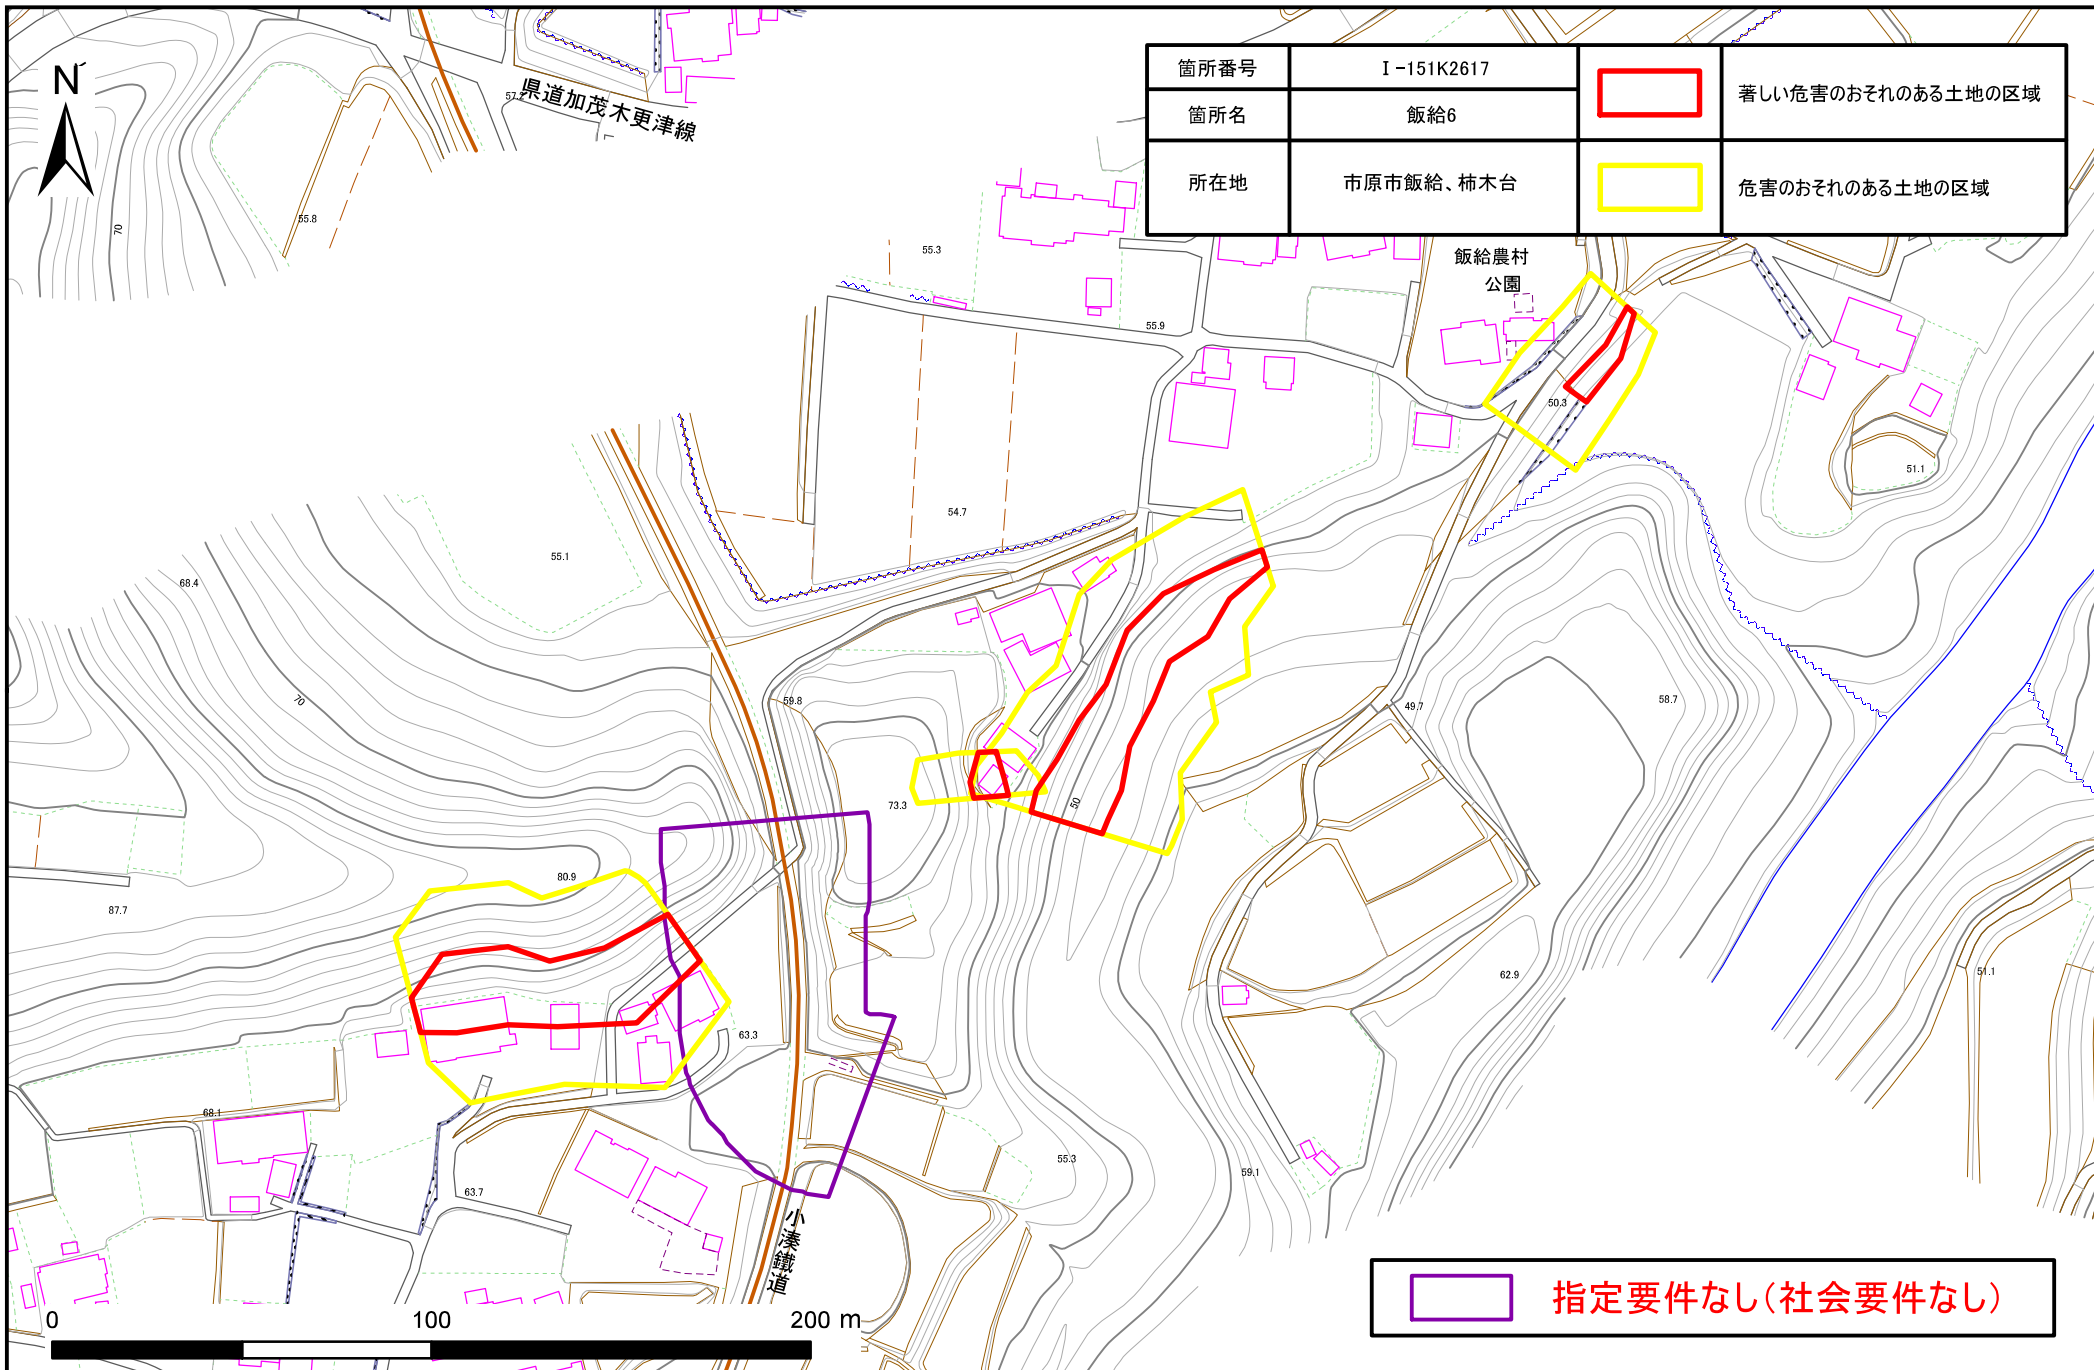 箇所番号 Ⅰ-151K2617 著しい危害のおそれのある土地の区域
箇所名 飯給6
所在地 市原市飯給、柿木台 危害のおそれのある土地の区域
N
県道加茂木更津線
57.2
55.8
70
55.3
飯給農村
公園
55.9
50.3
51.1
54.7
55.1
68.4
70
59.8
58.7
49.7
73.3
50
80.9
87.7
62.9
51.1
63.3
68.1
55.3
59.1
63.7
小湊鐵道
指定要件なし（社会要件なし）
0 100 200 m